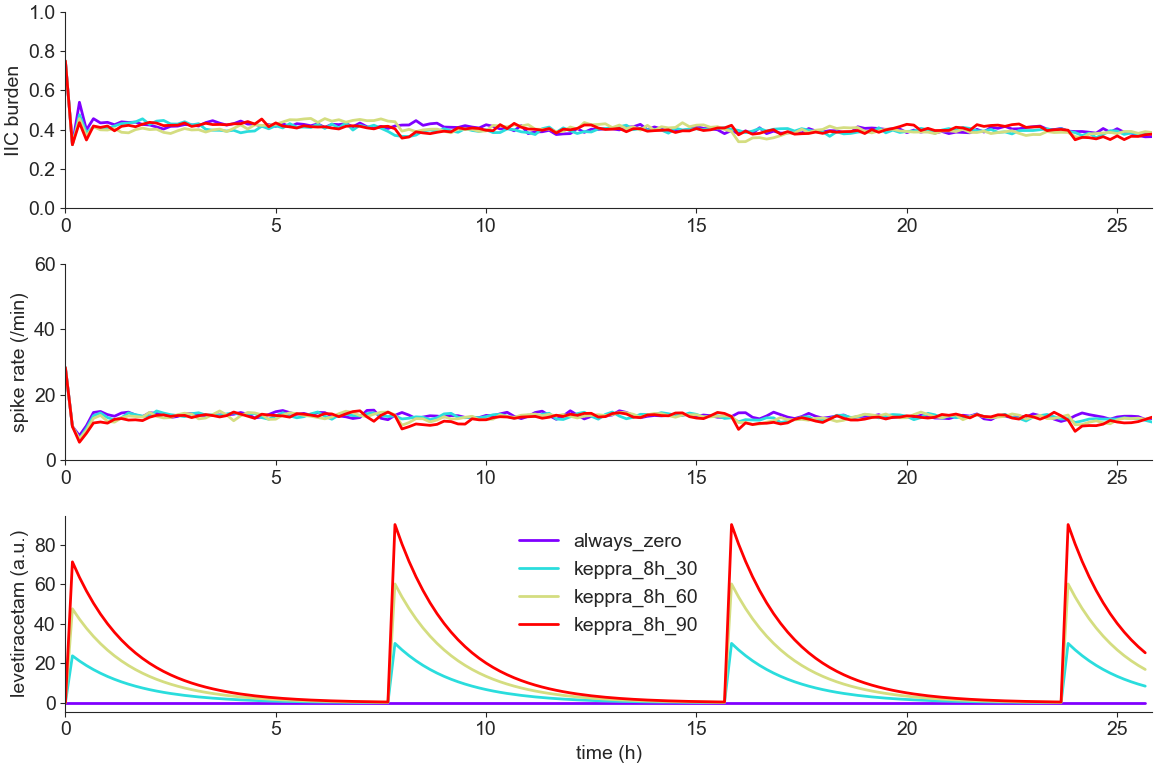 1.0
0.8
0.6
0.4
0.2
0.0
IIC burden
0 5 10 15 20 25
60
40
20
0
spike rate (/min)
0 5 10 15 20 25
80
60
40
20
0
levetiracetam (a.u.)
always_zero
keppra_8h_30
keppra_8h_60
keppra_8h_90
0 5 10 15 20 25
time (h)